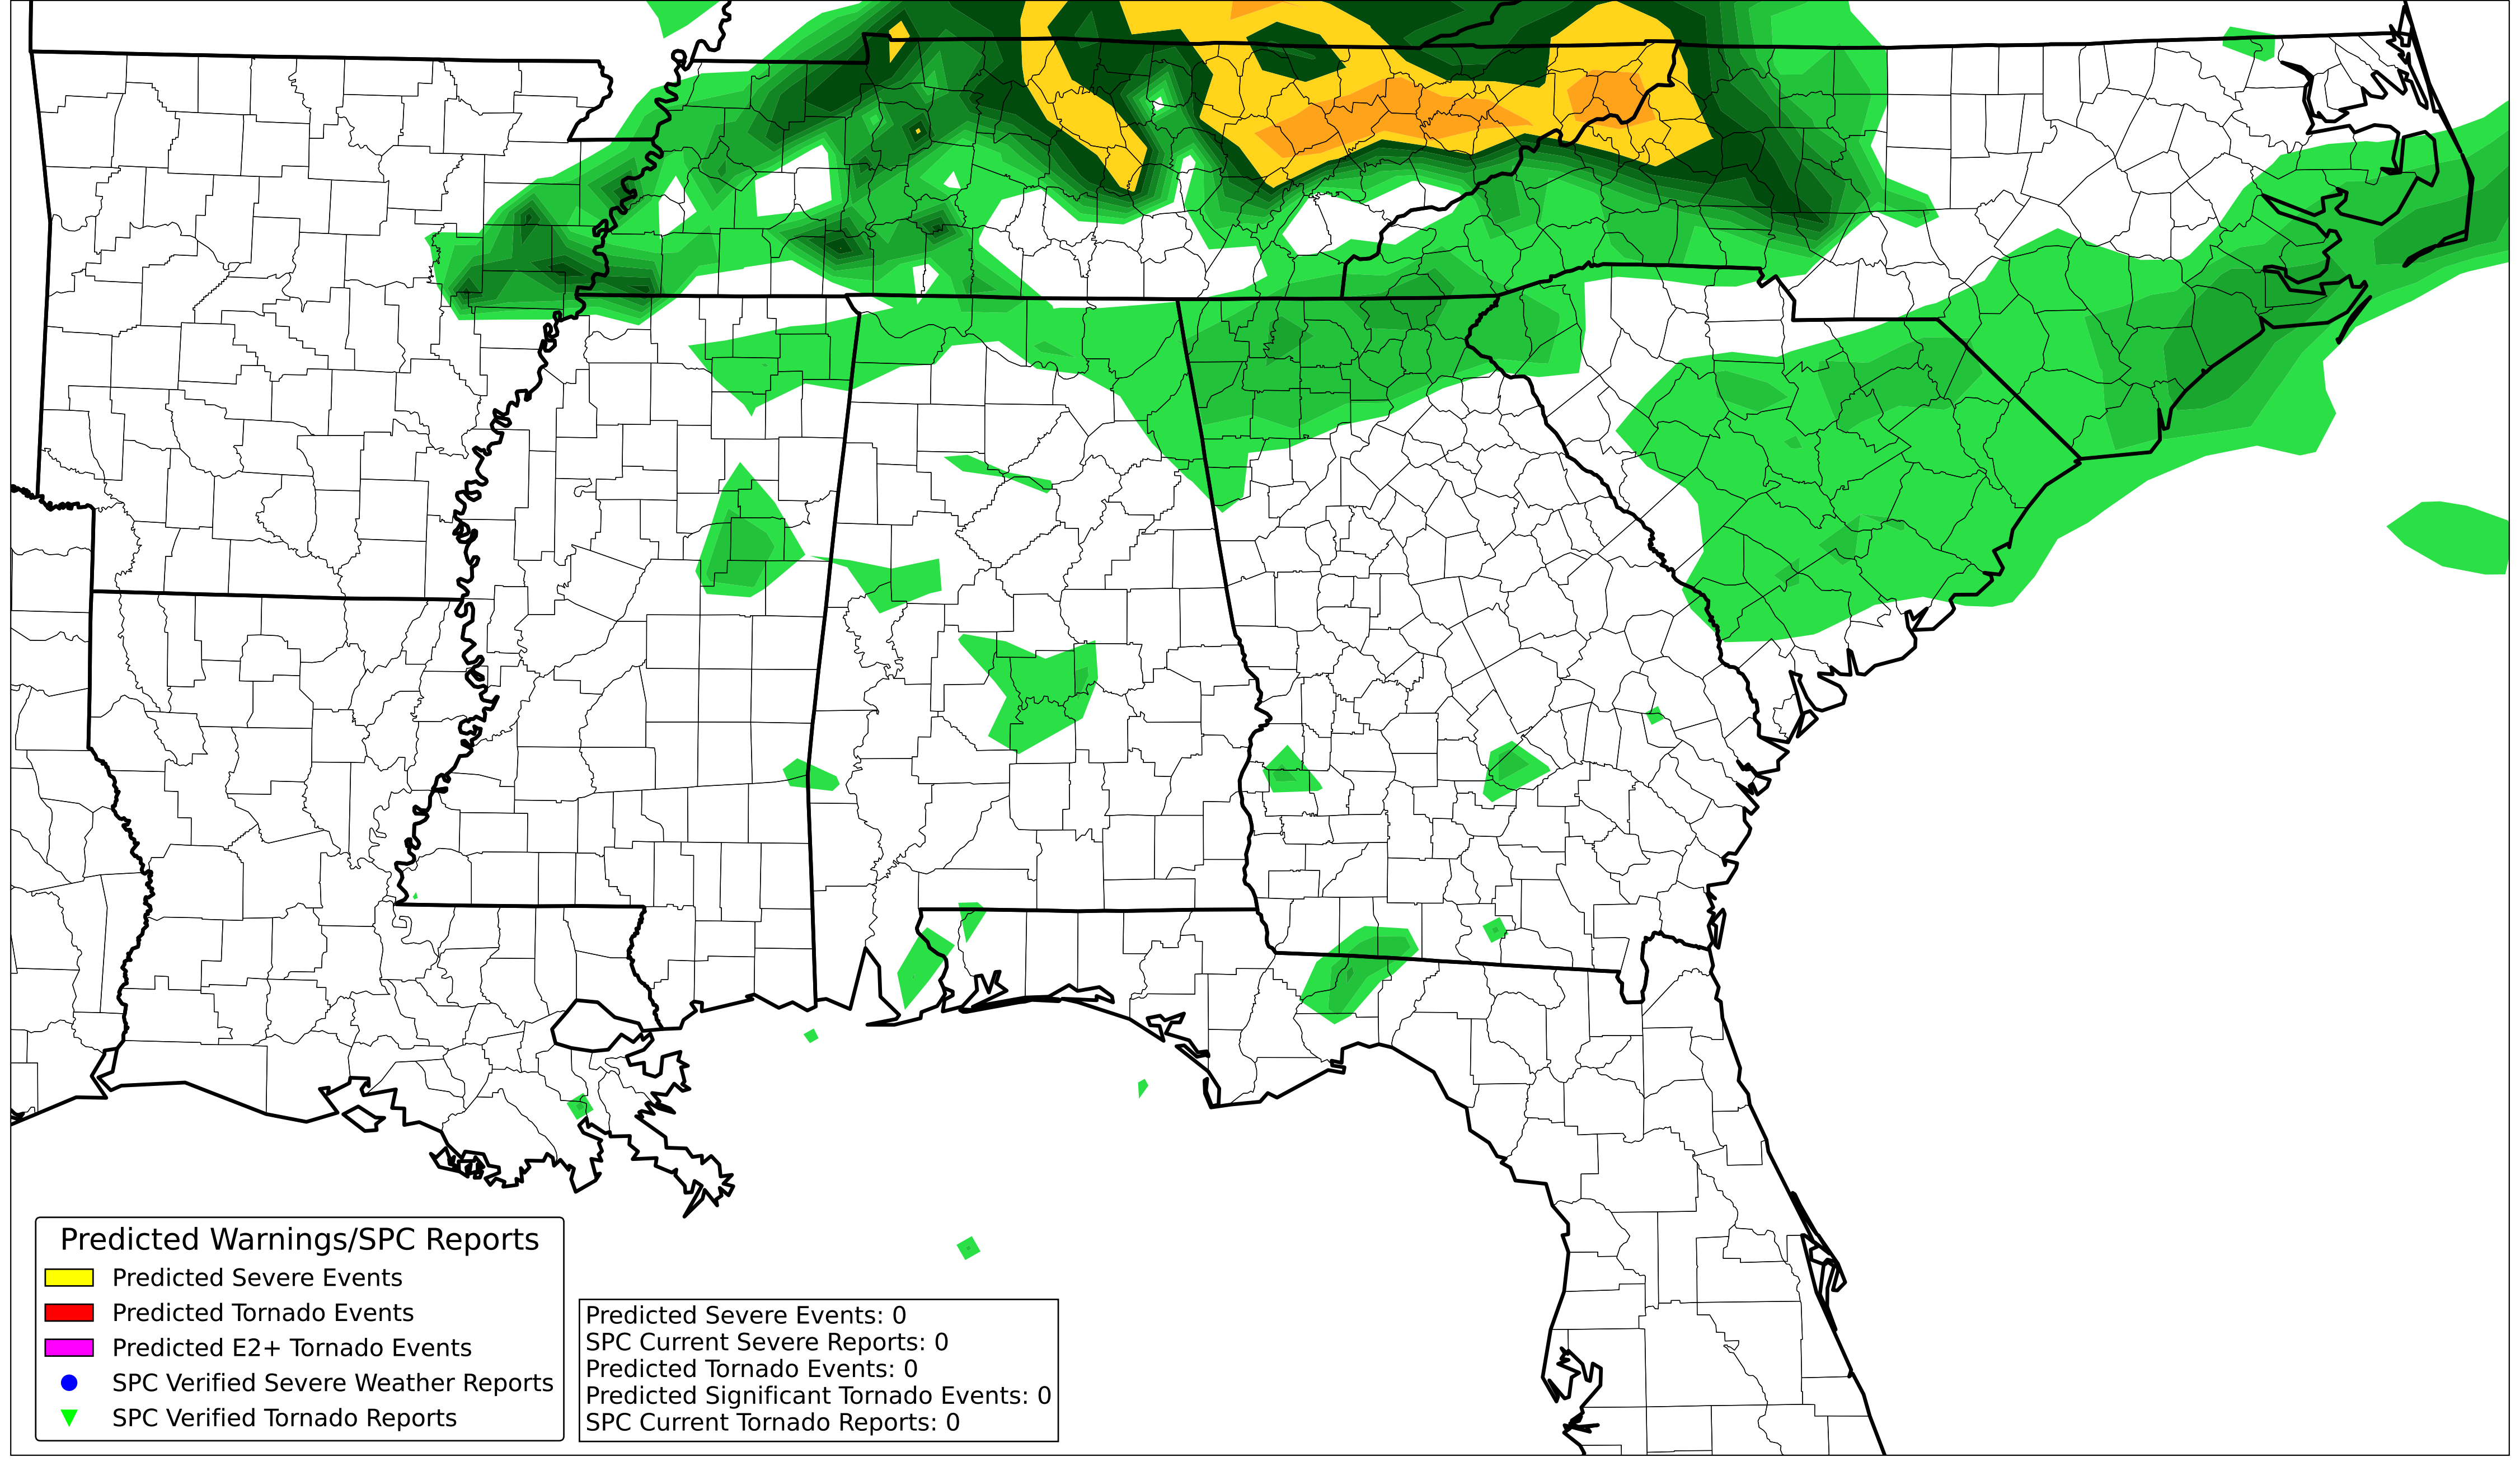 Predicted Warnings/SPC Reports
Predicted Severe Events
Predicted Tornado Events
Predicted E2+ Tornado Events
SPC Verified Severe Weather Reports
SPC Verified Tornado Reports
Predicted Severe Events: 0
SPC Current Severe Reports: 0
Predicted Tornado Events: 0
Predicted Significant Tornado Events: 0
SPC Current Tornado Reports: 0